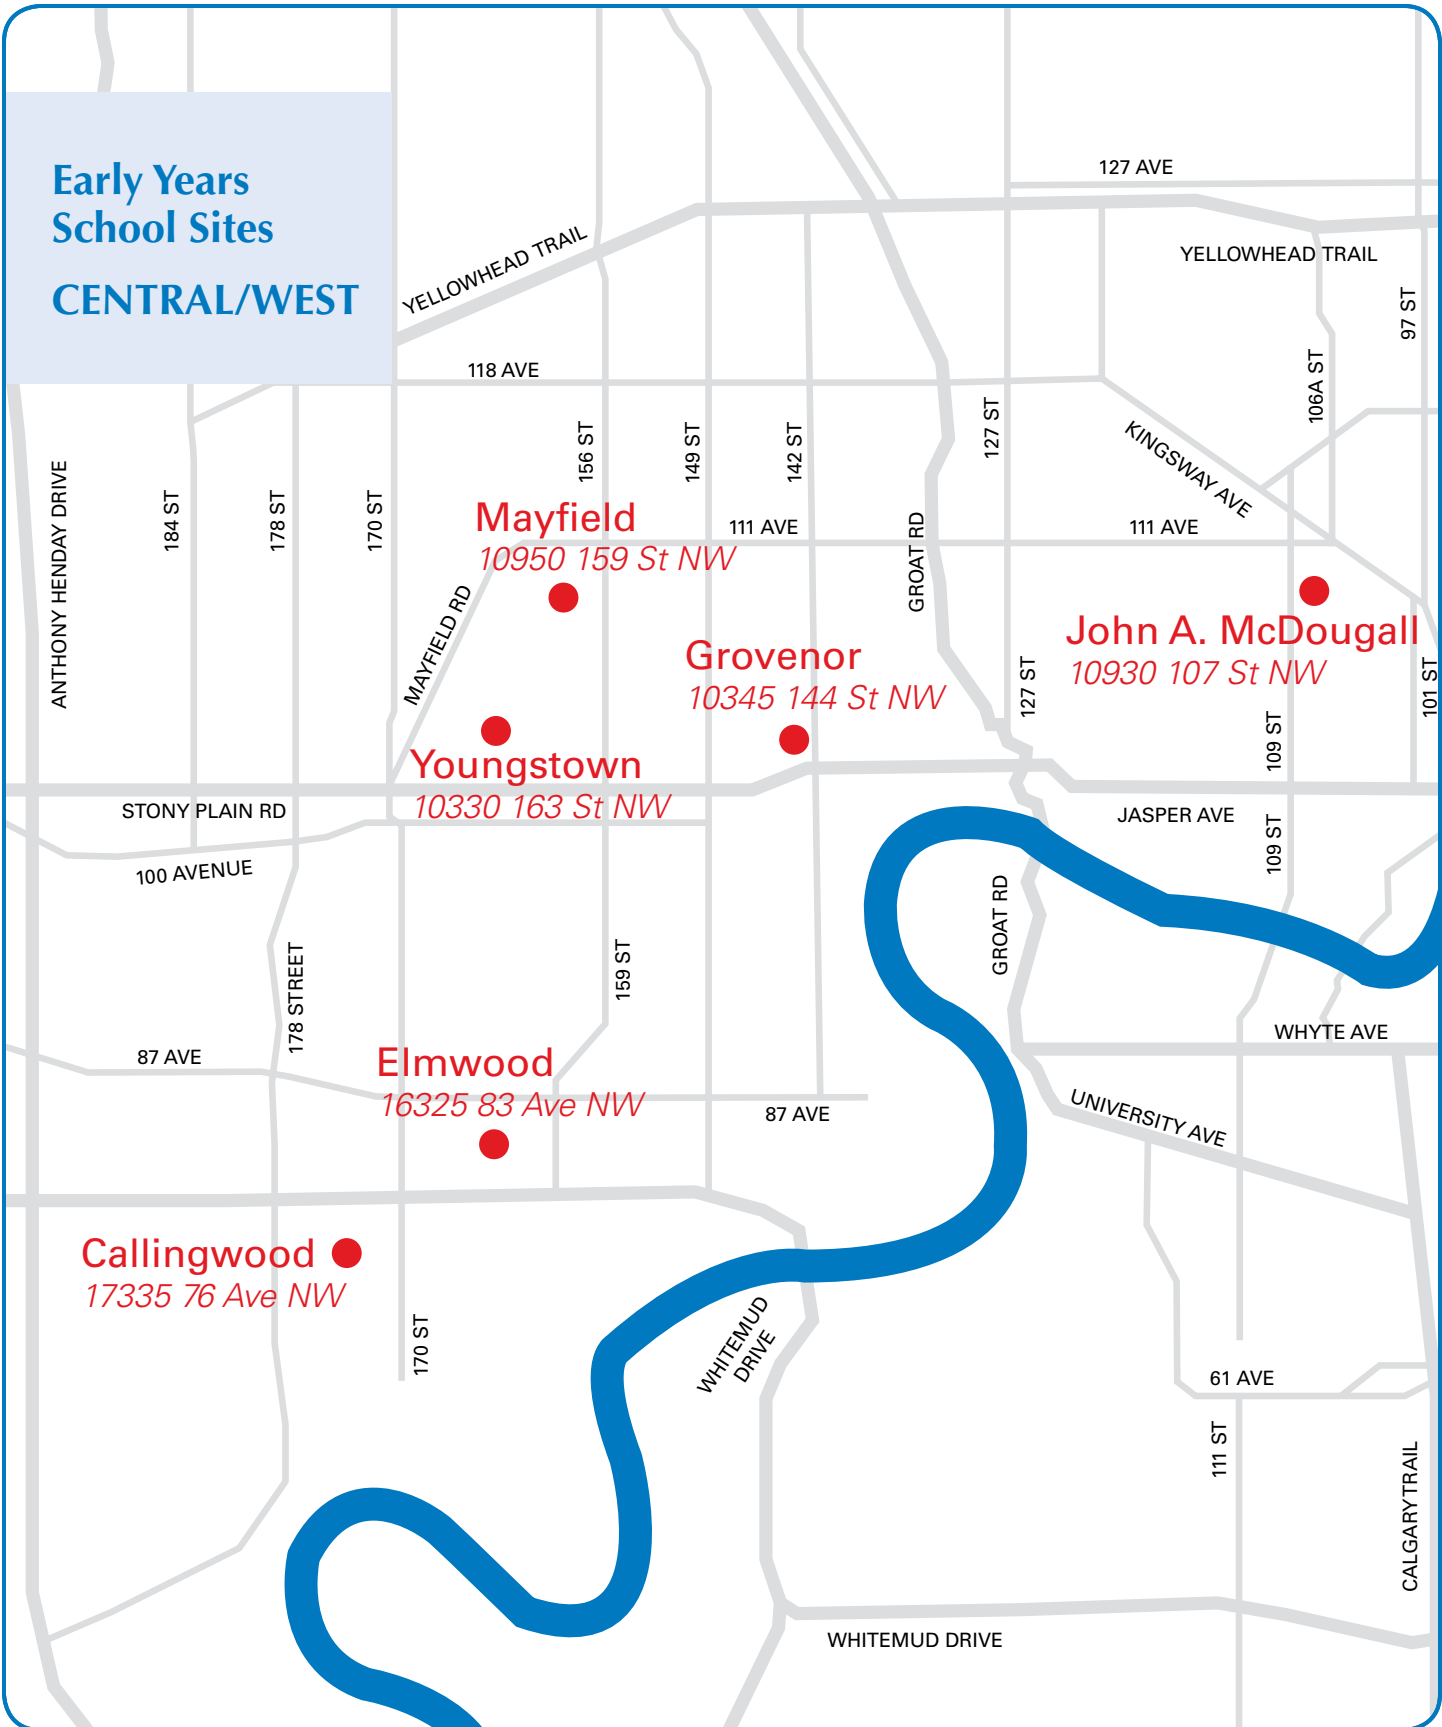 Early Years
School Sites
CENTRAL/WEST
127 AVE
YELLOWHEAD TRAIL
YELLOWHEAD TRAIL
97 ST
118 AVE
106A ST
127 ST
156 ST
149 ST
142 ST
KINGSWAY AVE
ANTHONY HENDAY DRIVE
184 ST
178 ST
170 ST
Mayfield
10950 159 St NW
111 AVE
111 AVE
GROAT RD
MAYFIELD RD
John A. McDougall
10930 107 St NW
Grovenor
10345 144 St NW
127 ST
101 ST
109 ST
Youngstown
10330 163 St NW
STONY PLAIN RD
JASPER AVE
109 ST
100 AVENUE
GROAT RD
159 ST
178 STREET
WHYTE AVE
87 AVE
Elmwood
16325 83 Ave NW
87 AVE
UNIVERSITY AVE
Callingwood
17335 76 Ave NW
170 ST
WHITEMUD
DRIVE
61 AVE
111 ST
CALGARY TRAIL
WHITEMUD DRIVE